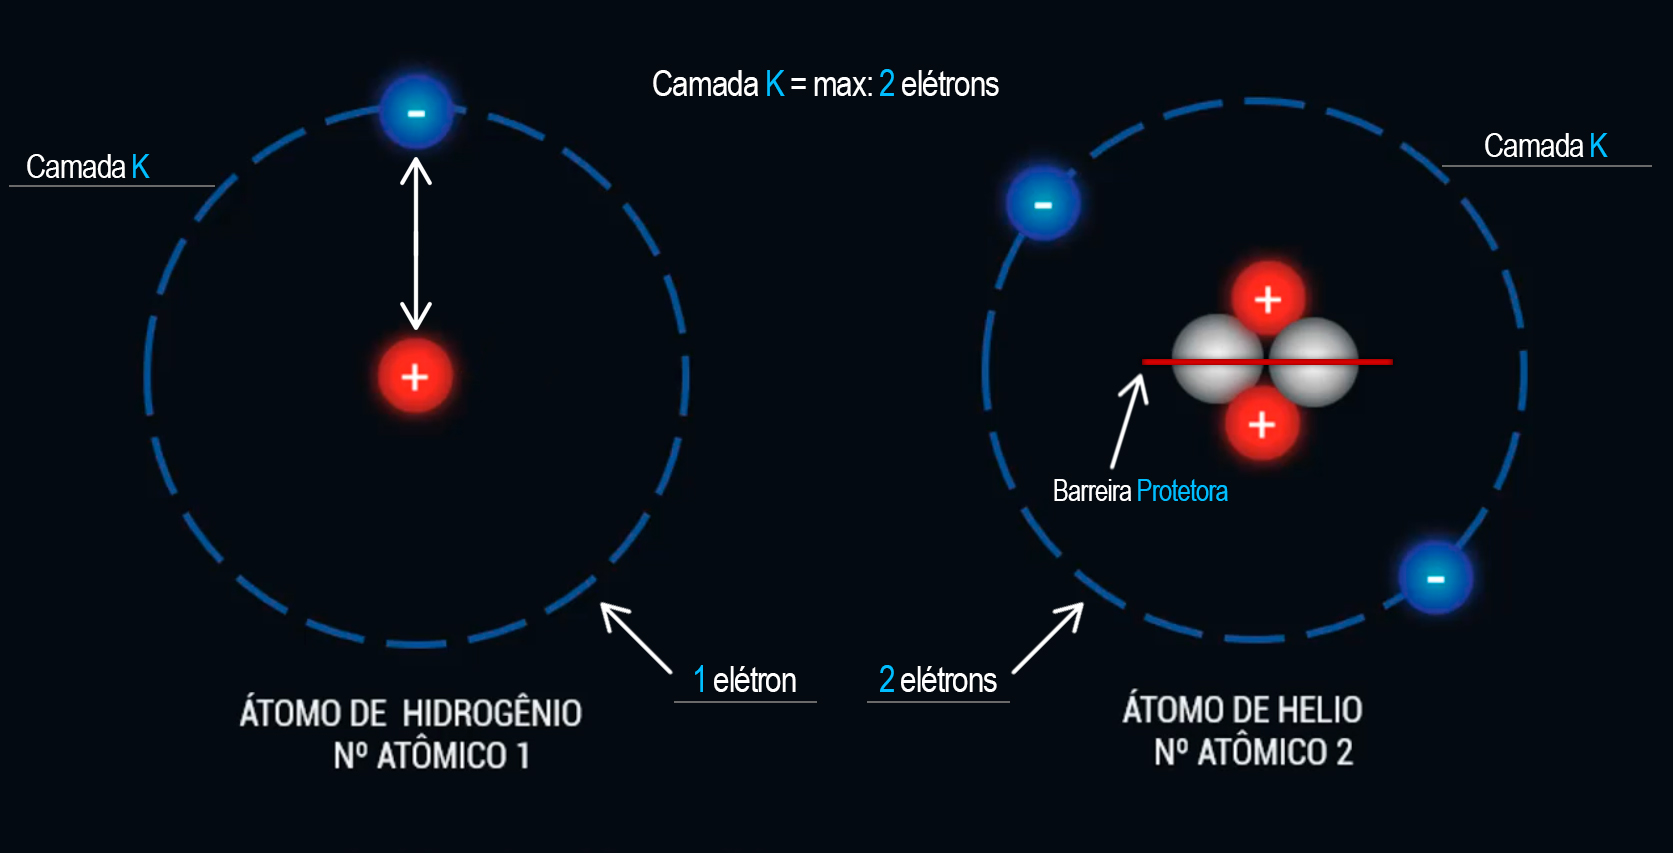 Camada K = max: 2 elétrons
Camada K
Camada K
-
-
+
+
+
Barreira Protetora
-
1 elétron
2 elétrons
ÁTOMO DE HIDROGÊNIO
Nº ATÔMICO 1
ÁTOMO DE HELIO
Nº ATÔMICO 2